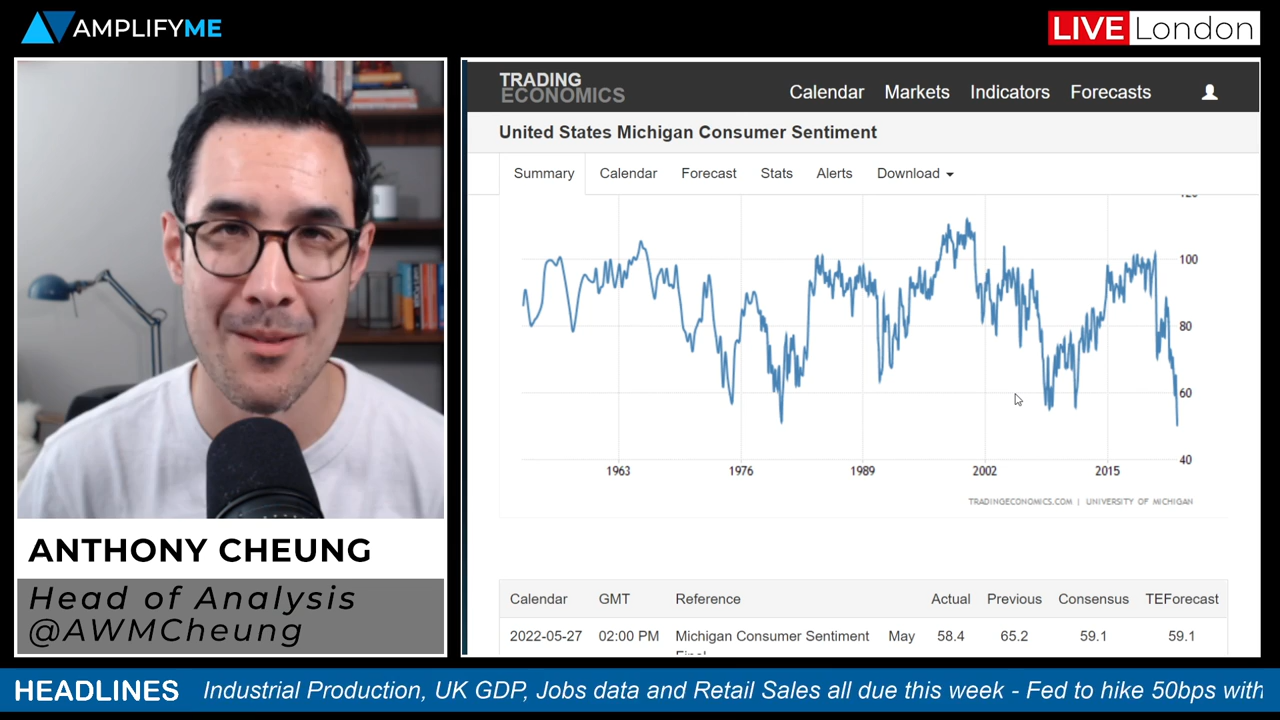 AMPLIFYME
LIVE London
TRADING
ECONOMICS
Calendar Markets Indicators Forecasts
United States Michigan Consumer Sentiment
Summary Calendar Forecast Stats Alerts Download
120
100
80
60
40
1963 1976 1989 2002 2015
TRADINGECONOMICS.COM | UNIVERSITY OF MICHIGAN
Calendar GMT Reference Actual Previous Consensus TEForecast
2022-05-27 02:00 PM Michigan Consumer Sentiment May 58.4 65.2 59.1 59.1
Final
ANTHONY CHEUNG
Head of Analysis
@AWMCheung
HEADLINES Industrial Production, UK GDP, Jobs data and Retail Sales all due this week - Fed to hike 50bps with